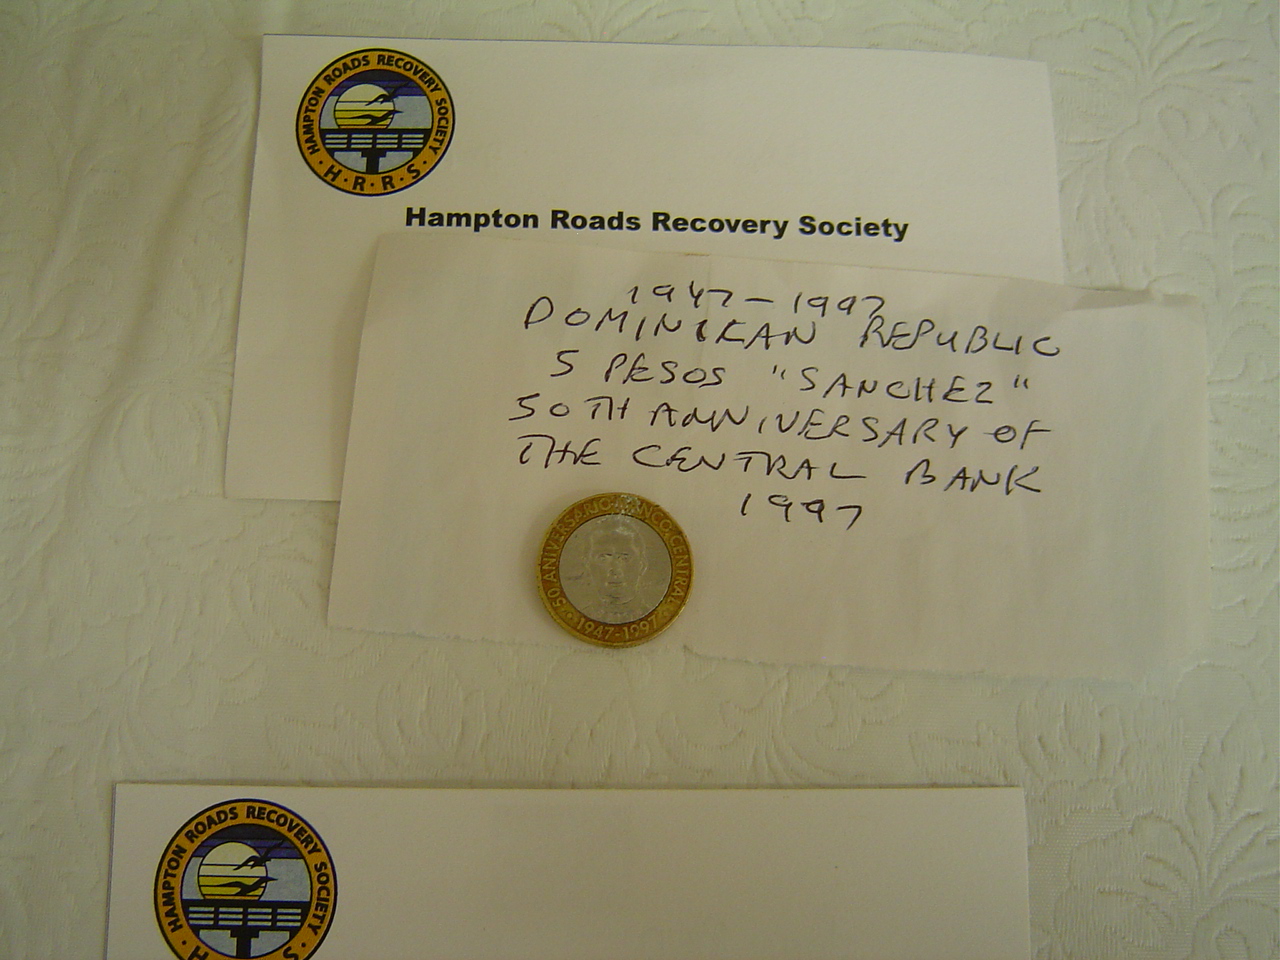 HAMPTON ROADS RECOVERY SOCIETY
· H · R · R · S ·
Hampton Roads Recovery Society
1947-1997
DOMINICAN REPUBLIC
5 PESOS "SANCHEZ"
50TH ANNIVERSARY OF
THE CENTRAL BANK
1997
50 ANIVERSARIO BANCO CENTRAL
· 1947-1997 ·
HAMPTON ROADS RECOVERY SOCIETY
· H S ·